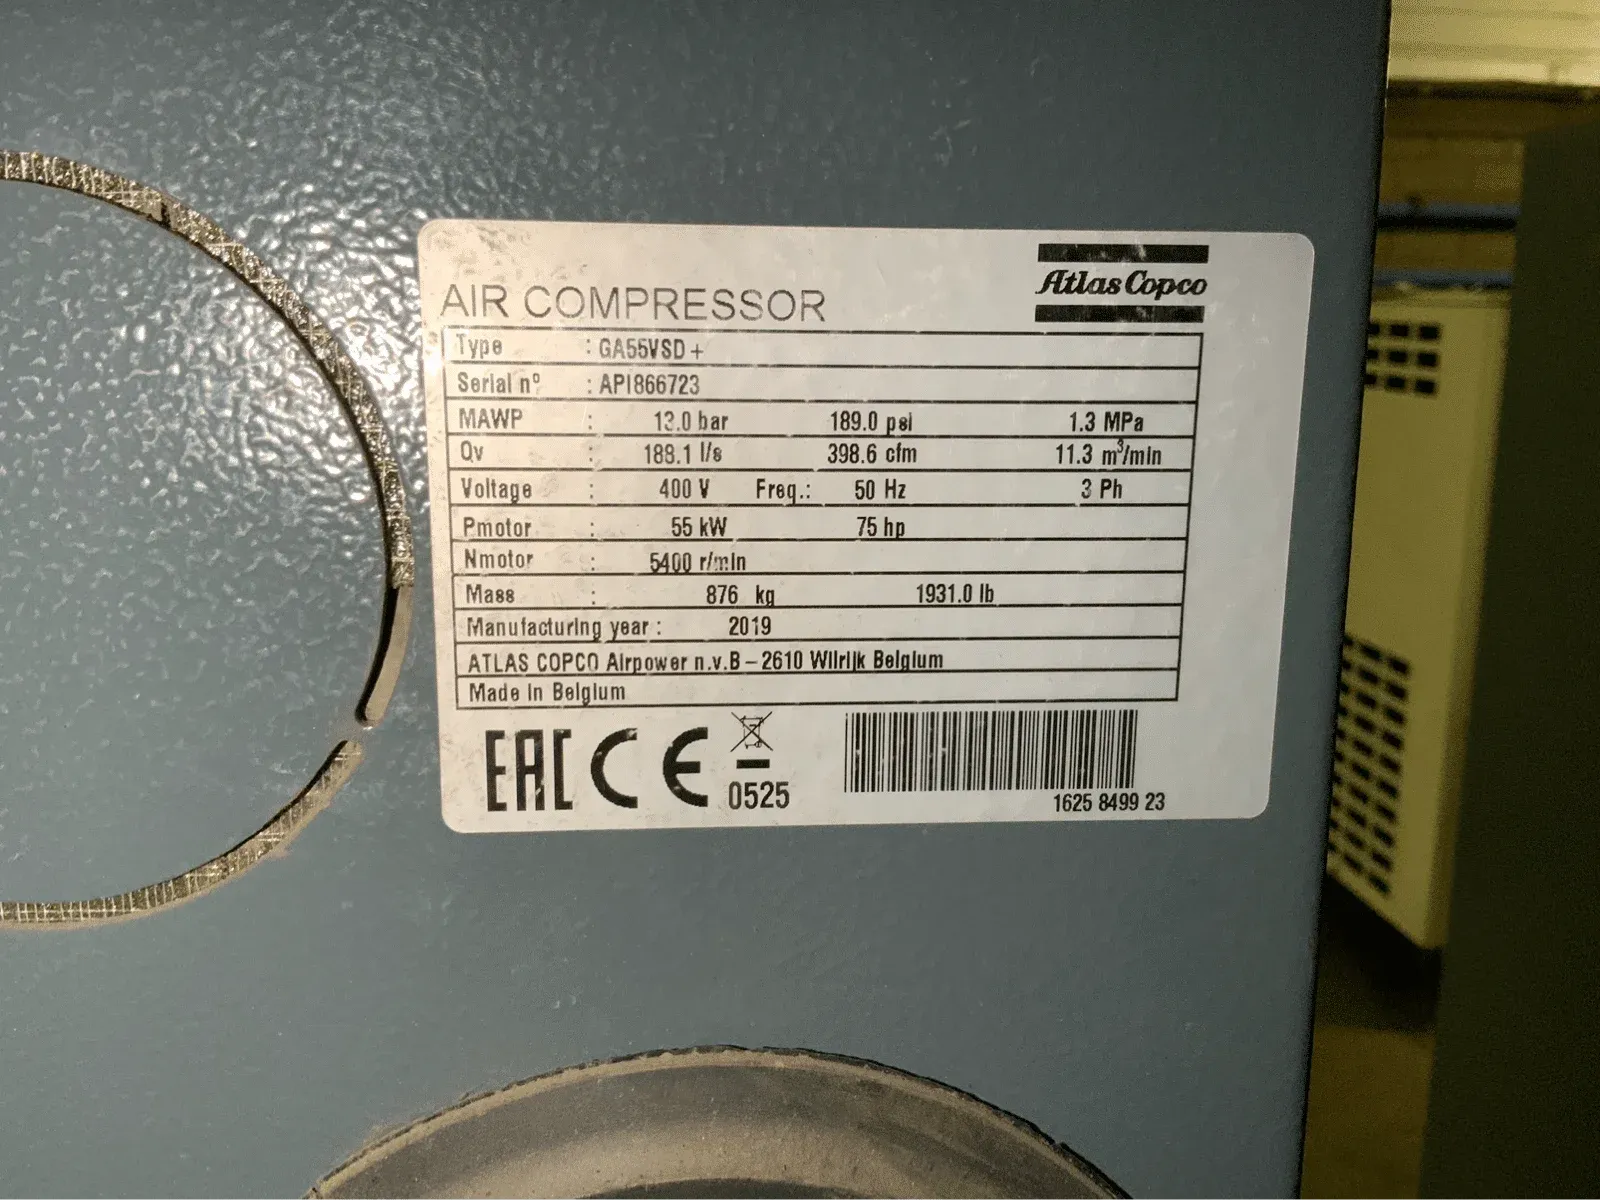 Atlas Copco
AIR COMPRESSOR
Type : GA55VSD+
Serial nº : API866723
MAWP : 13.0 bar 189.0 psi 1.3 MPa
Qv : 188.1 l/s 398.6 cfm 11.3 m³/min
Voltage : 400 V Freq.: 50 Hz 3 Ph
Pmotor : 55 kW 75 hp
Nmotor : 5400 r/min
Mass : 876 kg 1931.0 lb
Manufacturing year : 2019
ATLAS COPCO Airpower n.v.B – 2610 Wilrijk Belgium
Made in Belgium
EAC CE 0525
1625 8499 23